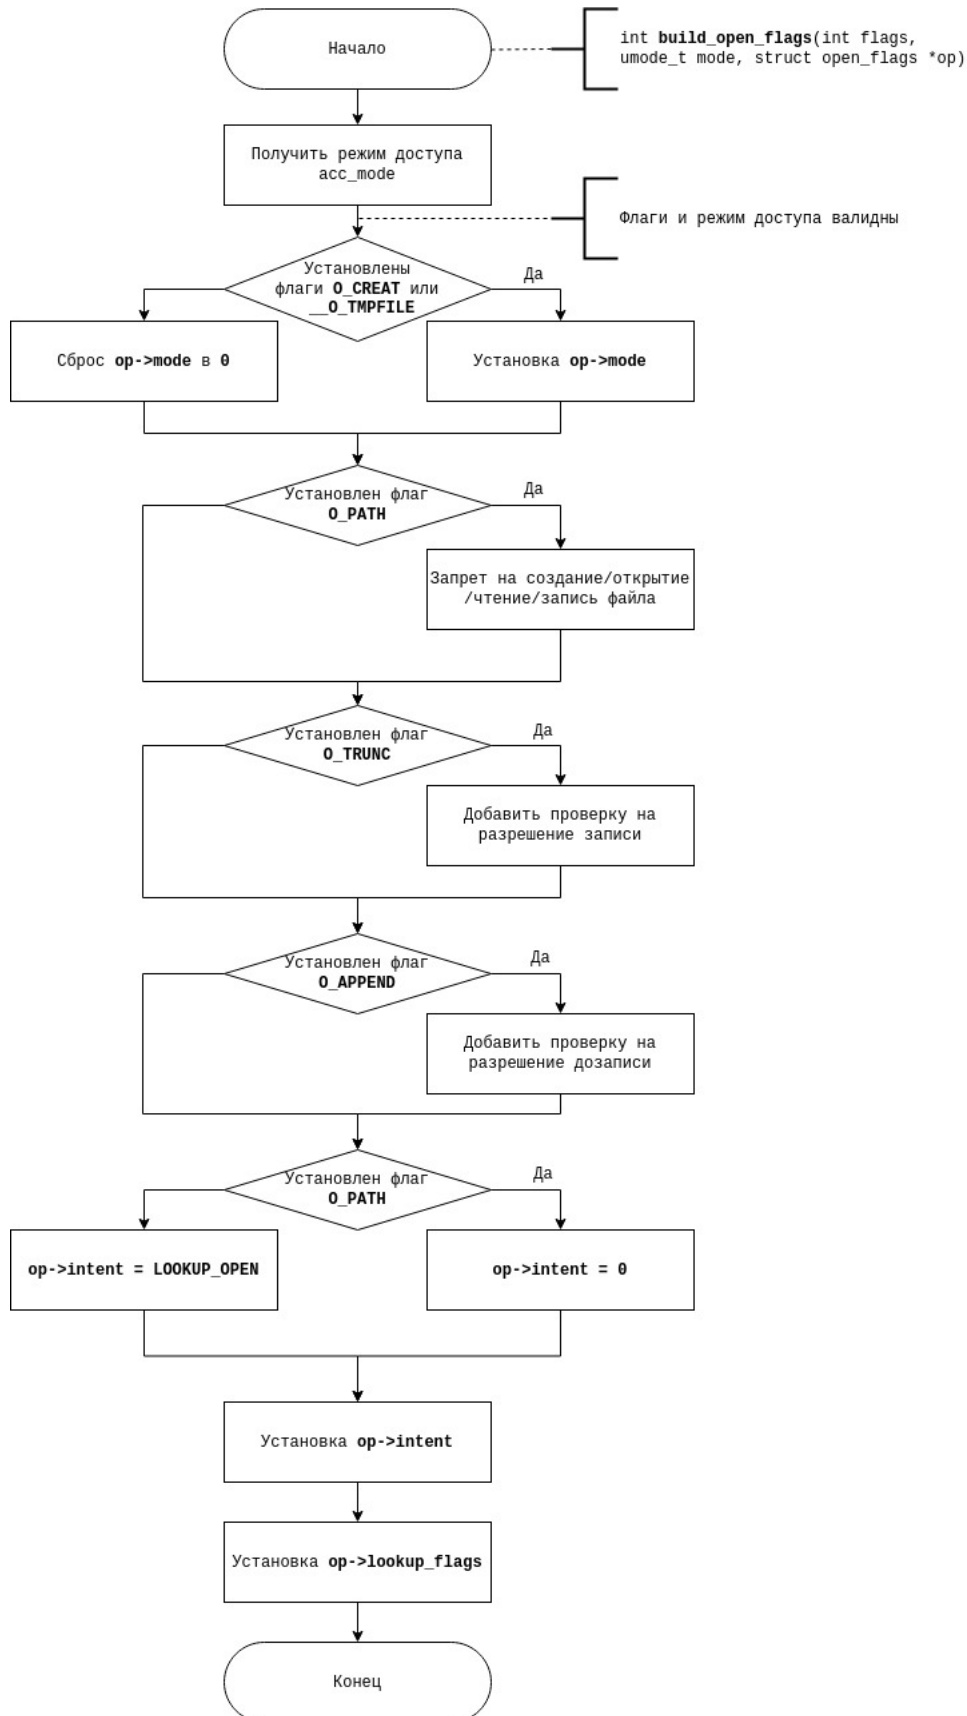 Начало
int build_open_flags(int flags,
umode_t mode, struct open_flags *op)
Получить режим доступа
acc_mode
Флаги и режим доступа валидны
Установлены
флаги O_CREAT или
__O_TMPFILE
Да
Сброс op->mode в 0
Установка op->mode
Установлен флаг
O_PATH
Да
Запрет на создание/открытие
/чтение/запись файла
Установлен флаг
O_TRUNC
Да
Добавить проверку на
разрешение записи
Установлен флаг
O_APPEND
Да
Добавить проверку на
разрешение дозаписи
Установлен флаг
O_PATH
Да
op->intent = LOOKUP_OPEN
op->intent = 0
Установка op->intent
Установка op->lookup_flags
Конец